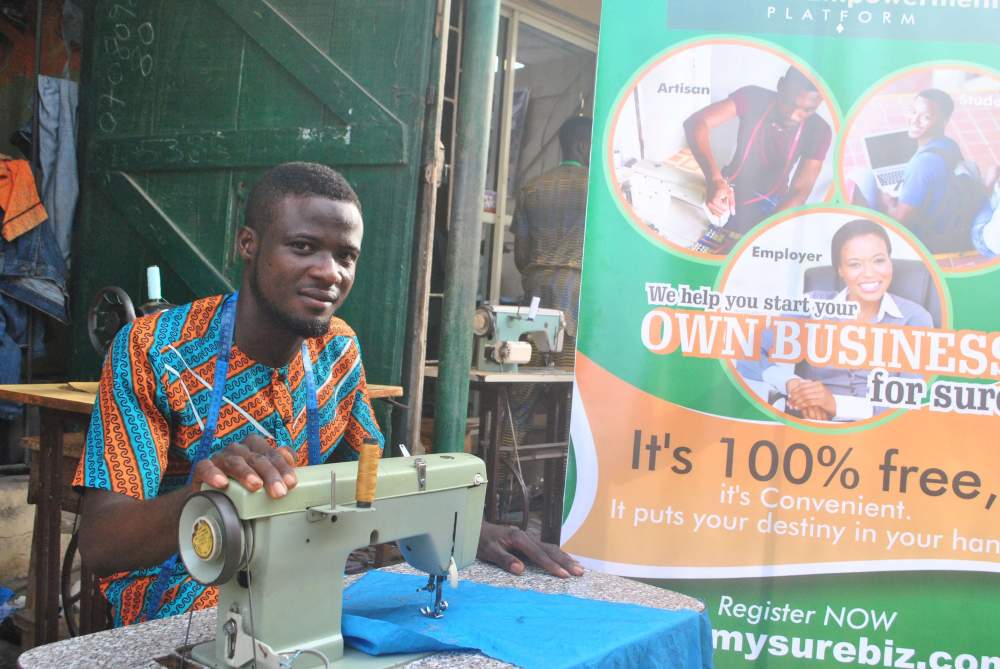 PLATFORM
Artisan
Employer
We help you start your
OWN BUSINESS
for sure
It's 100% free,
it's Convenient.
It puts your destiny in your han
Register NOW
mysurebiz.com